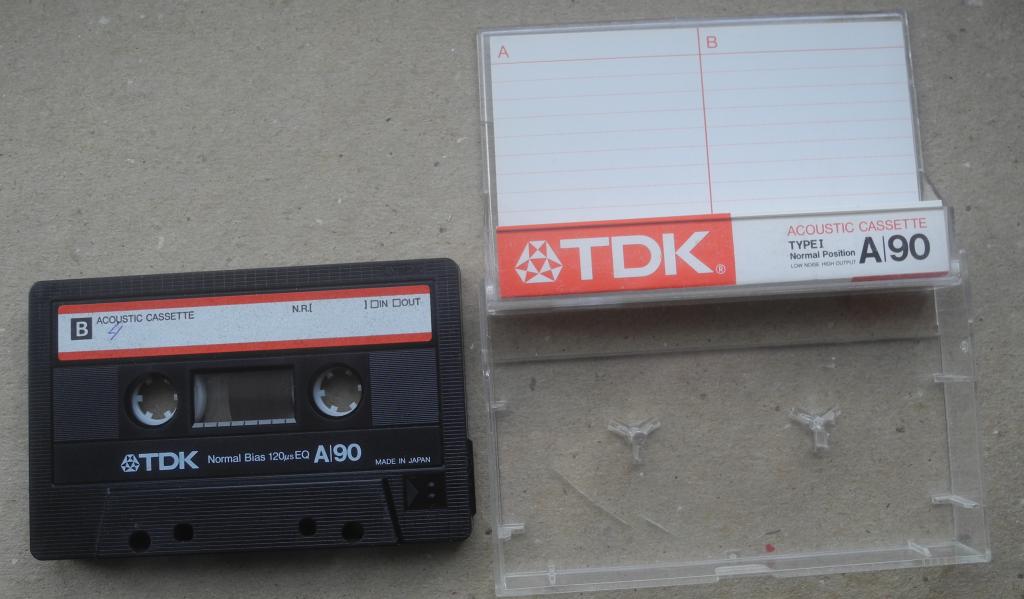 A B
TDK®
ACOUSTIC CASSETTE
TYPE I
Normal Position
LOW NOISE HIGH OUTPUT
A|90
B ACOUSTIC CASSETTE N.R.[ ] □IN □OUT
4
TDK Normal Bias 120µs EQ A|90 MADE IN JAPAN